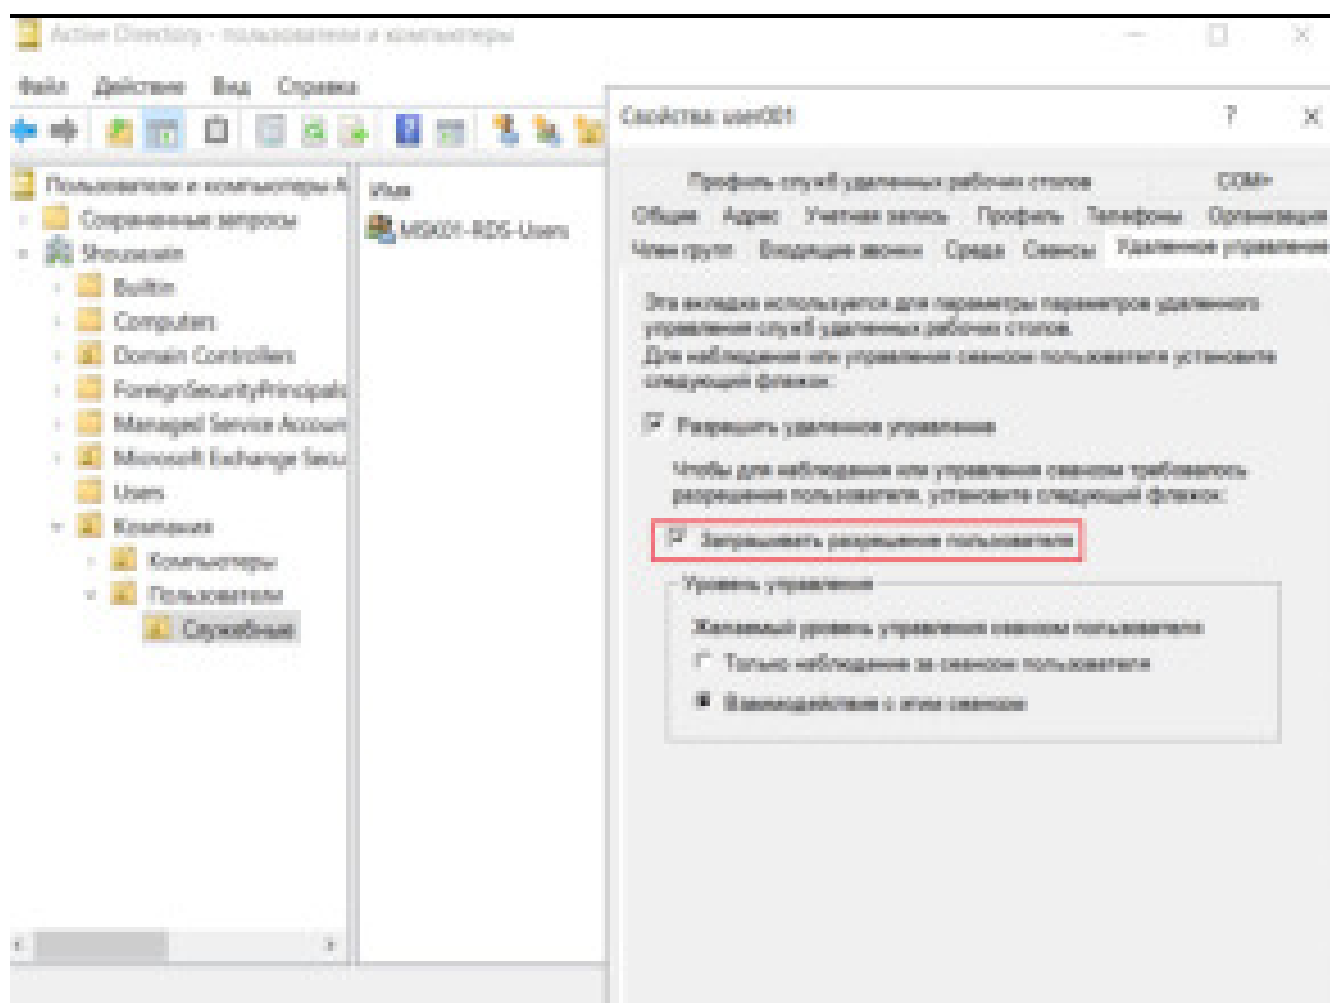 Active Directory - пользователи и компьютеры
Файл Действие Вид Справка
Пользователи и компьютеры A
Сохраненные запросы
Builtin
Computers
Domain Controllers
ForeignSecurityPrincipals
Managed Service Accoun
Microsoft Exchange Secu
Users
Компания
Компьютеры
Пользователи
Служебные
Имя
MSK01-RDS-Users
Свойства: user001
? X
Профиль служб удаленных рабочих столов COM+
Общие Адрес Учетная запись Профиль Телефоны Организация
Член групп Входящие звонки Среда Сеансы Удаленное управление
Эта вкладка используется для параметры параметров удаленного
управления служб удаленных рабочих столов.
Для наблюдения или управления сеансом пользователя установите
следующий флажок:
Разрешить удаленное управление
Чтобы для наблюдения или управления сеансом требовалось
разрешение пользователя, установите следующий флажок:
Запрашивать разрешение пользователя
Уровень управления
Желаемый уровень управления сеансом пользователя
Только наблюдение за сеансом пользователя
Взаимодействие с этим сеансом